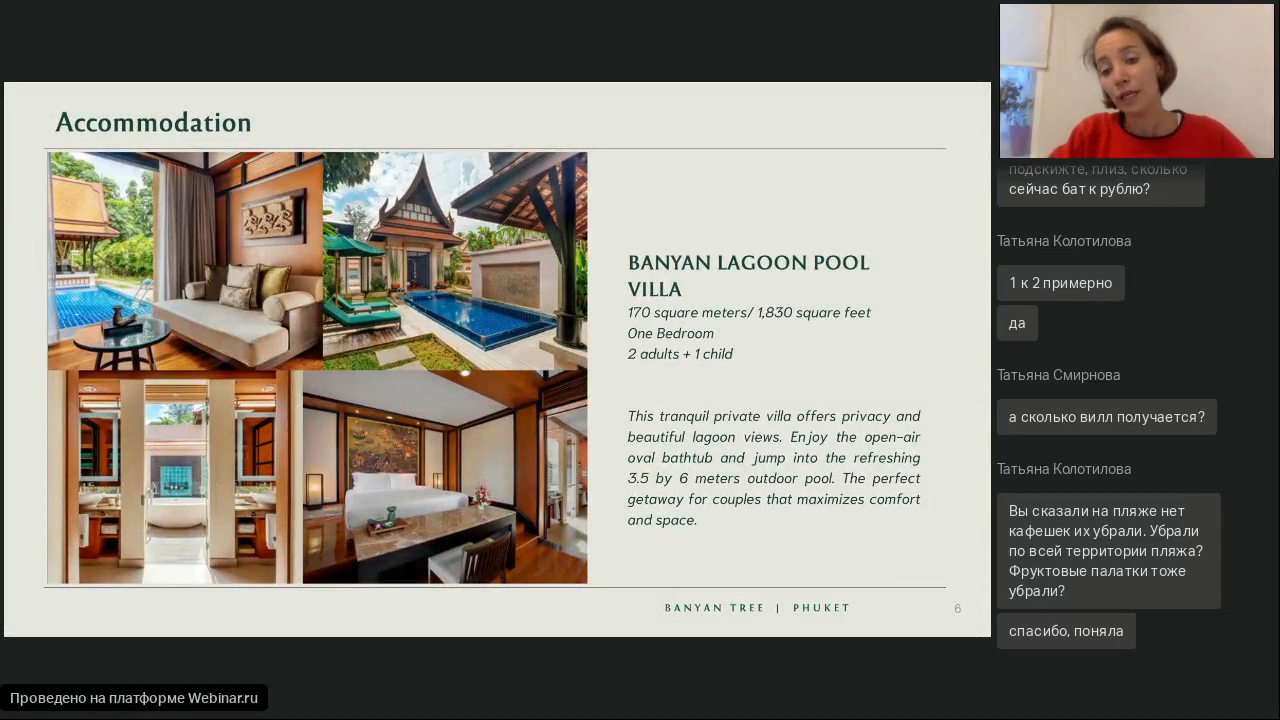 Accommodation
BANYAN LAGOON POOL
VILLA
170 square meters/ 1,830 square feet
One Bedroom
2 adults + 1 child
This tranquil private villa offers privacy and
beautiful lagoon views. Enjoy the open-air
oval bathtub and jump into the refreshing
3.5 by 6 meters outdoor pool. The perfect
getaway for couples that maximizes comfort
and space.
BANYAN TREE | PHUKET
6
подскижте, плиз, сколько
сейчас бат к рублю?
Татьяна Колотилова
1 к 2 примерно
да
Татьяна Смирнова
а сколько вилл получается?
Татьяна Колотилова
Вы сказали на пляже нет
кафешек их убрали. Убрали
по всей территории пляжа?
Фруктовые палатки тоже
убрали?
спасибо, поняла
Проведено на платформе Webinar.ru